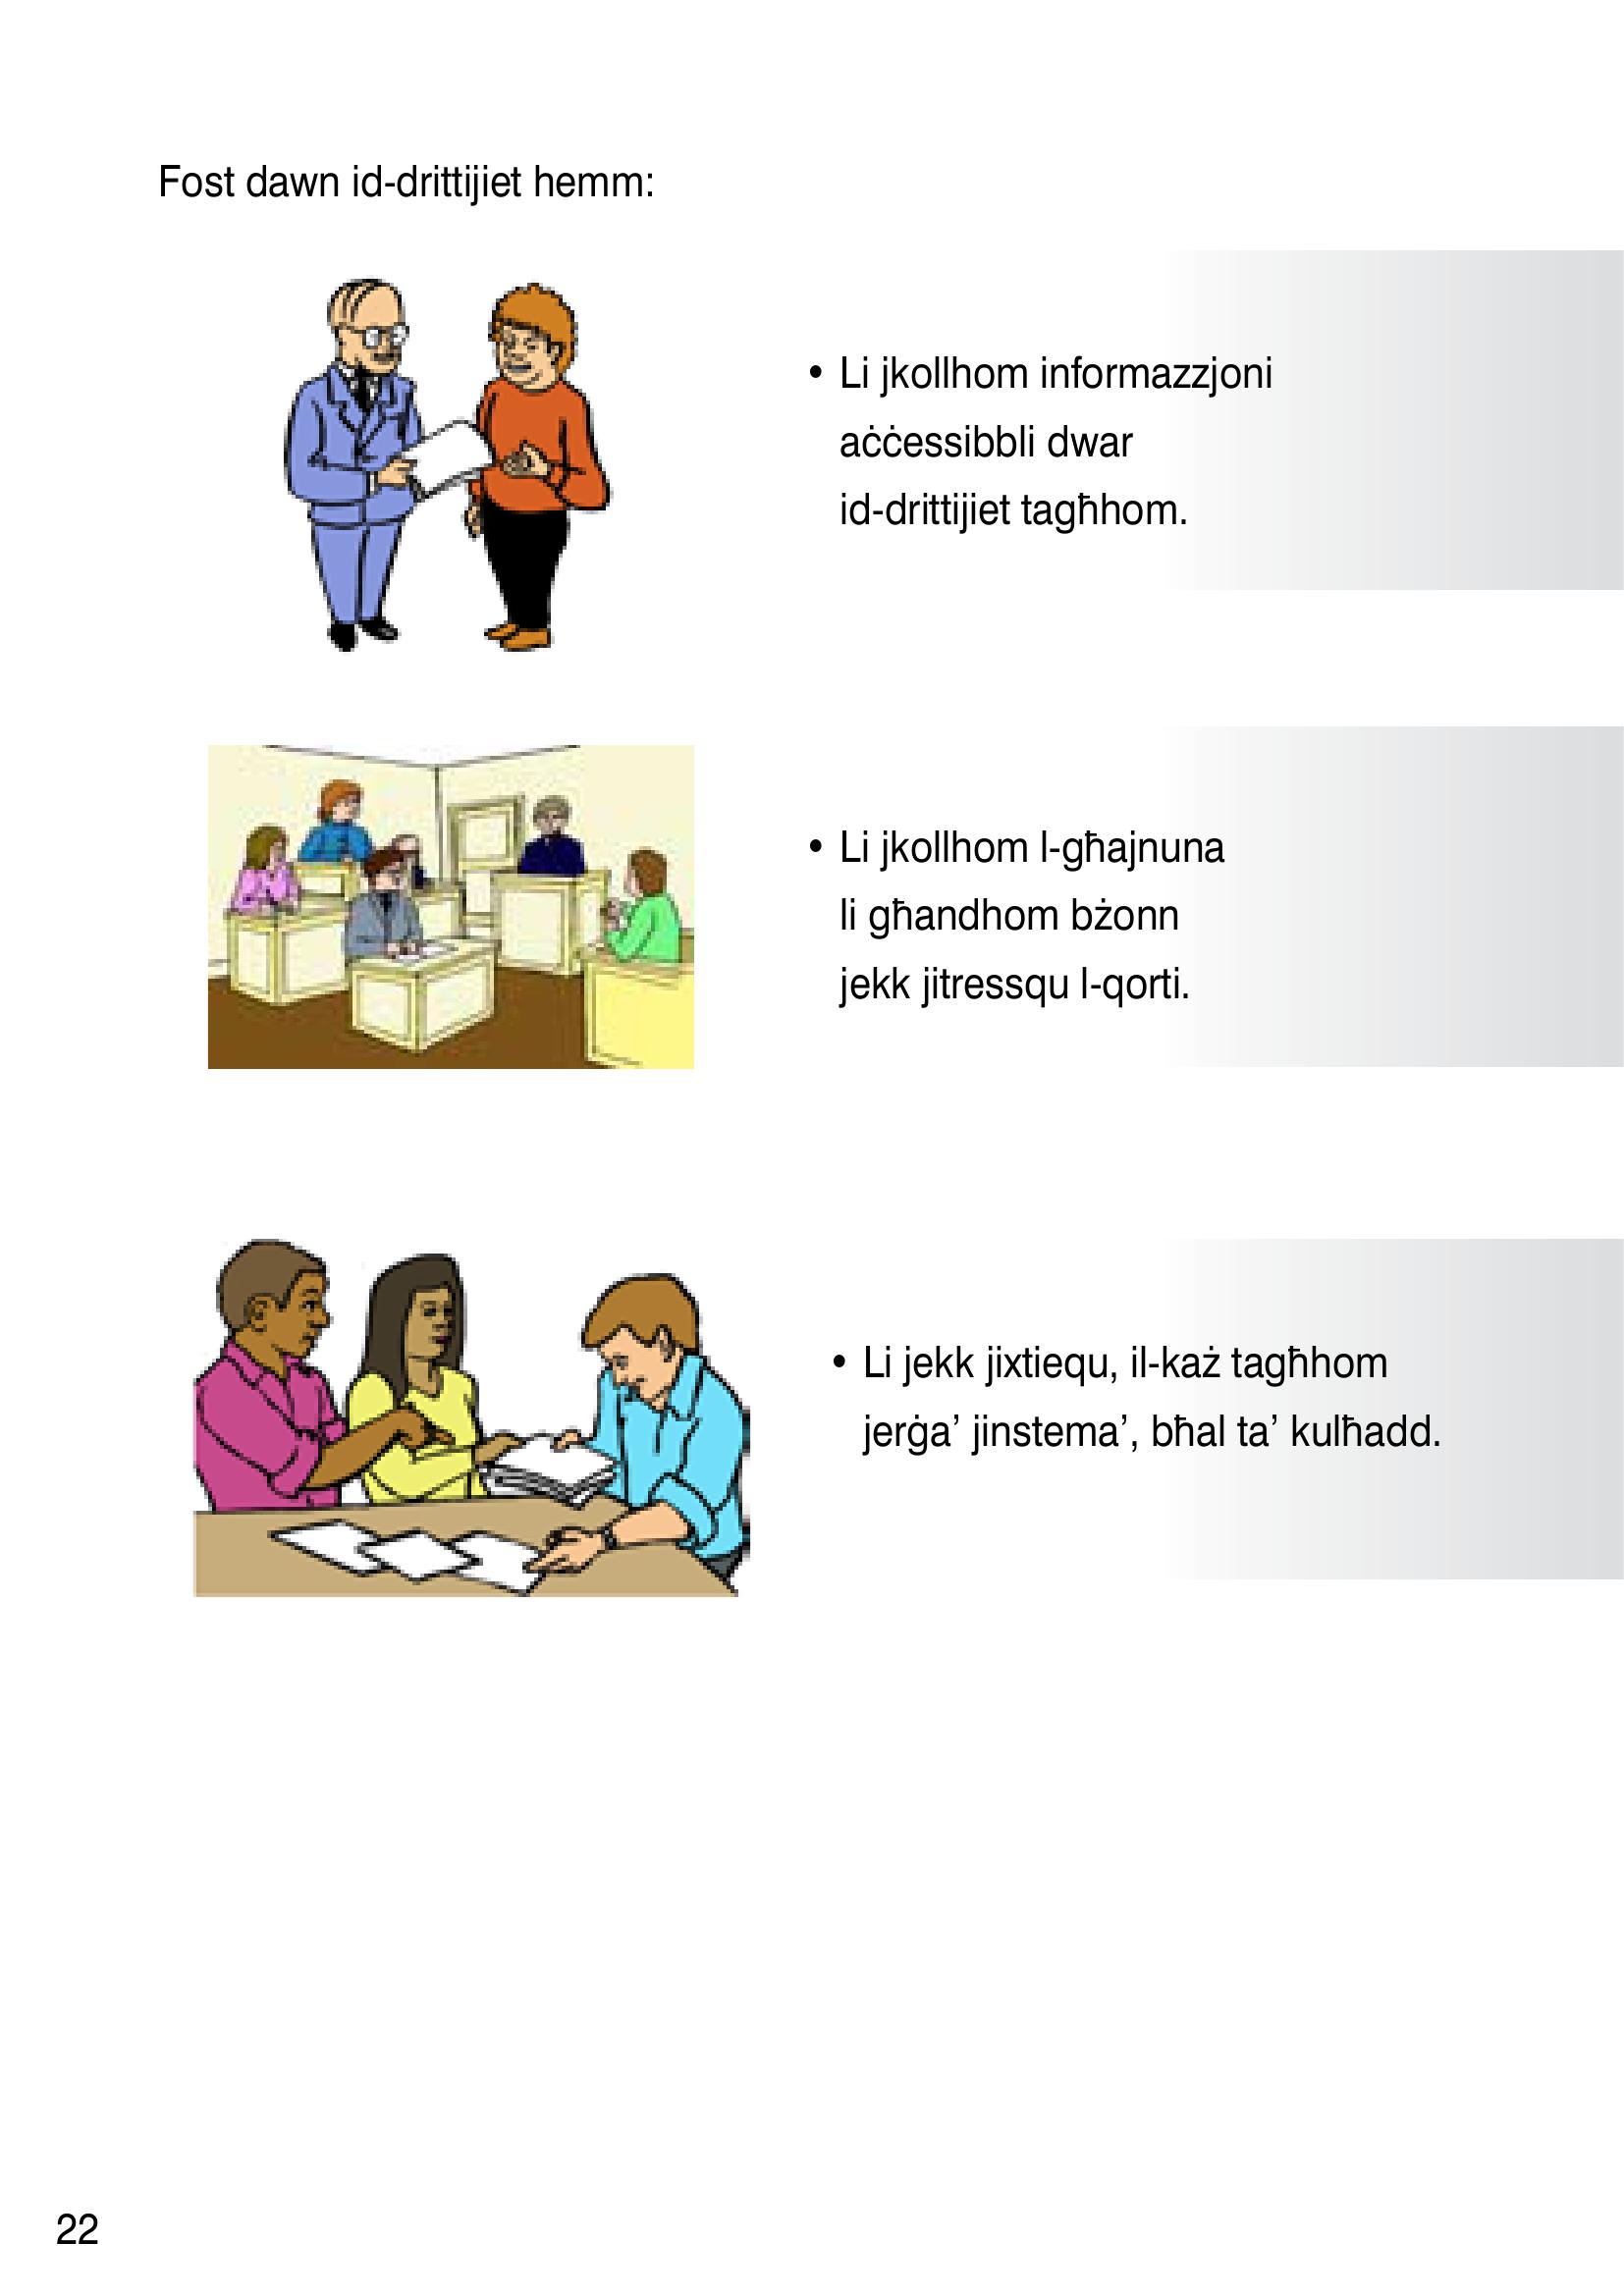 Fost dawn id-drittijiet hemm:
• Li jkollhom informazzjoni
aċċessibbli dwar
id-drittijiet tagħhom.
• Li jkollhom l-għajnuna
li għandhom bżonn
jekk jitressqu l-qorti.
• Li jekk jixtiequ, il-każ tagħhom
jerġa’ jinstema’, bħal ta’ kulħadd.
22